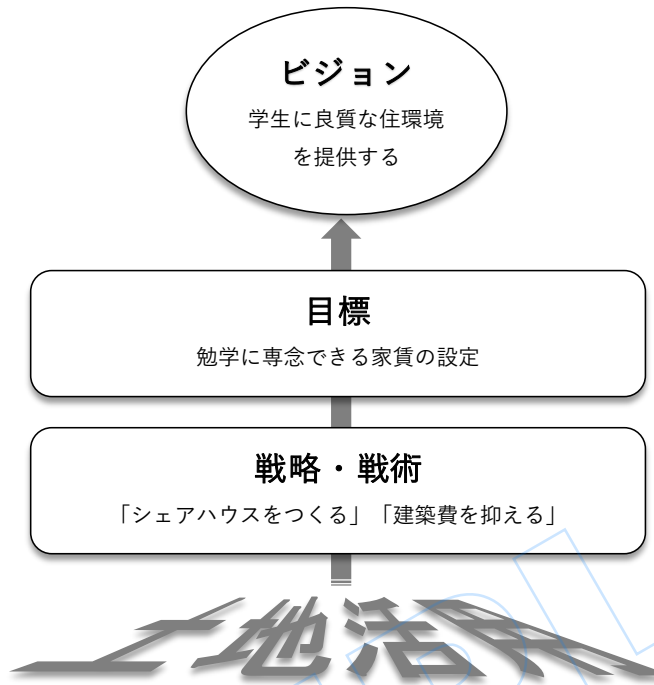 ビジョン
学生に良質な住環境
を提供する
目標
勉学に専念できる家賃の設定
戦略・戦術
「シェアハウスをつくる」「建築費を抑える」
土地活用